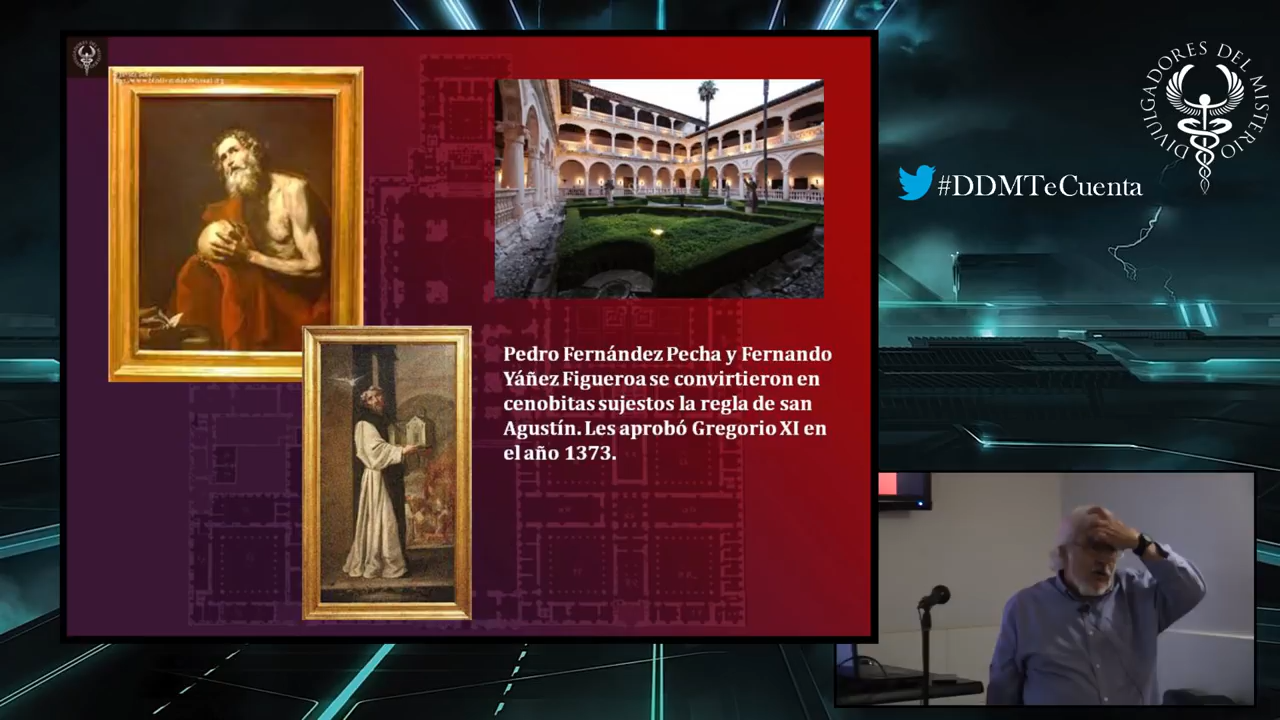 Pedro Fernández Pecha y Fernando
Yáñez Figueroa se convirtieron en
cenobitas sujestos la regla de san
Agustín. Les aprobó Gregorio XI en
el año 1373.
#DDMTeCuenta
DIVULGADORES DEL MISTERIO